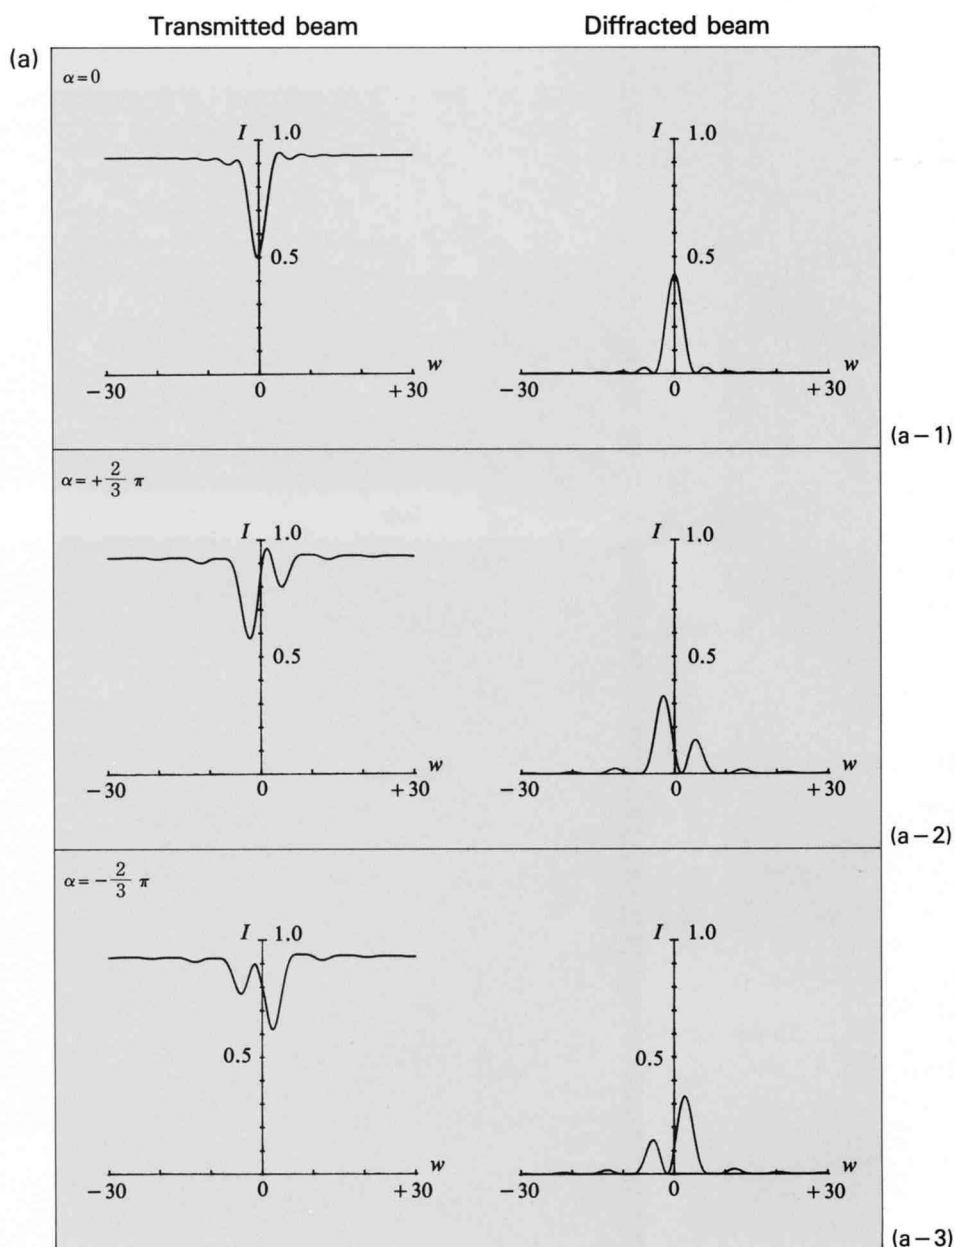 Transmitted beam Diffracted beam
(a)
α=0
I 1.0 I 1.0
0.5 0.5
w w
−30 0 +30 −30 0 +30
(a−1)
α=+2/3 π
I 1.0 I 1.0
0.5 0.5
w w
−30 0 +30 −30 0 +30
(a−2)
α=−2/3 π
I 1.0 I 1.0
0.5 0.5
w w
−30 0 +30 −30 0 +30
(a−3)